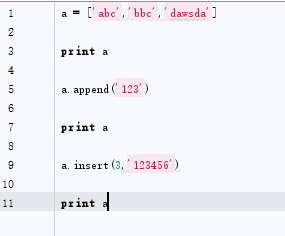 1 a = ['abc','bbc','dawsda']
2
3 print a
4
5 a.append('123')
6
7 print a
8
9 a.insert(3,'123456')
10
11 print a